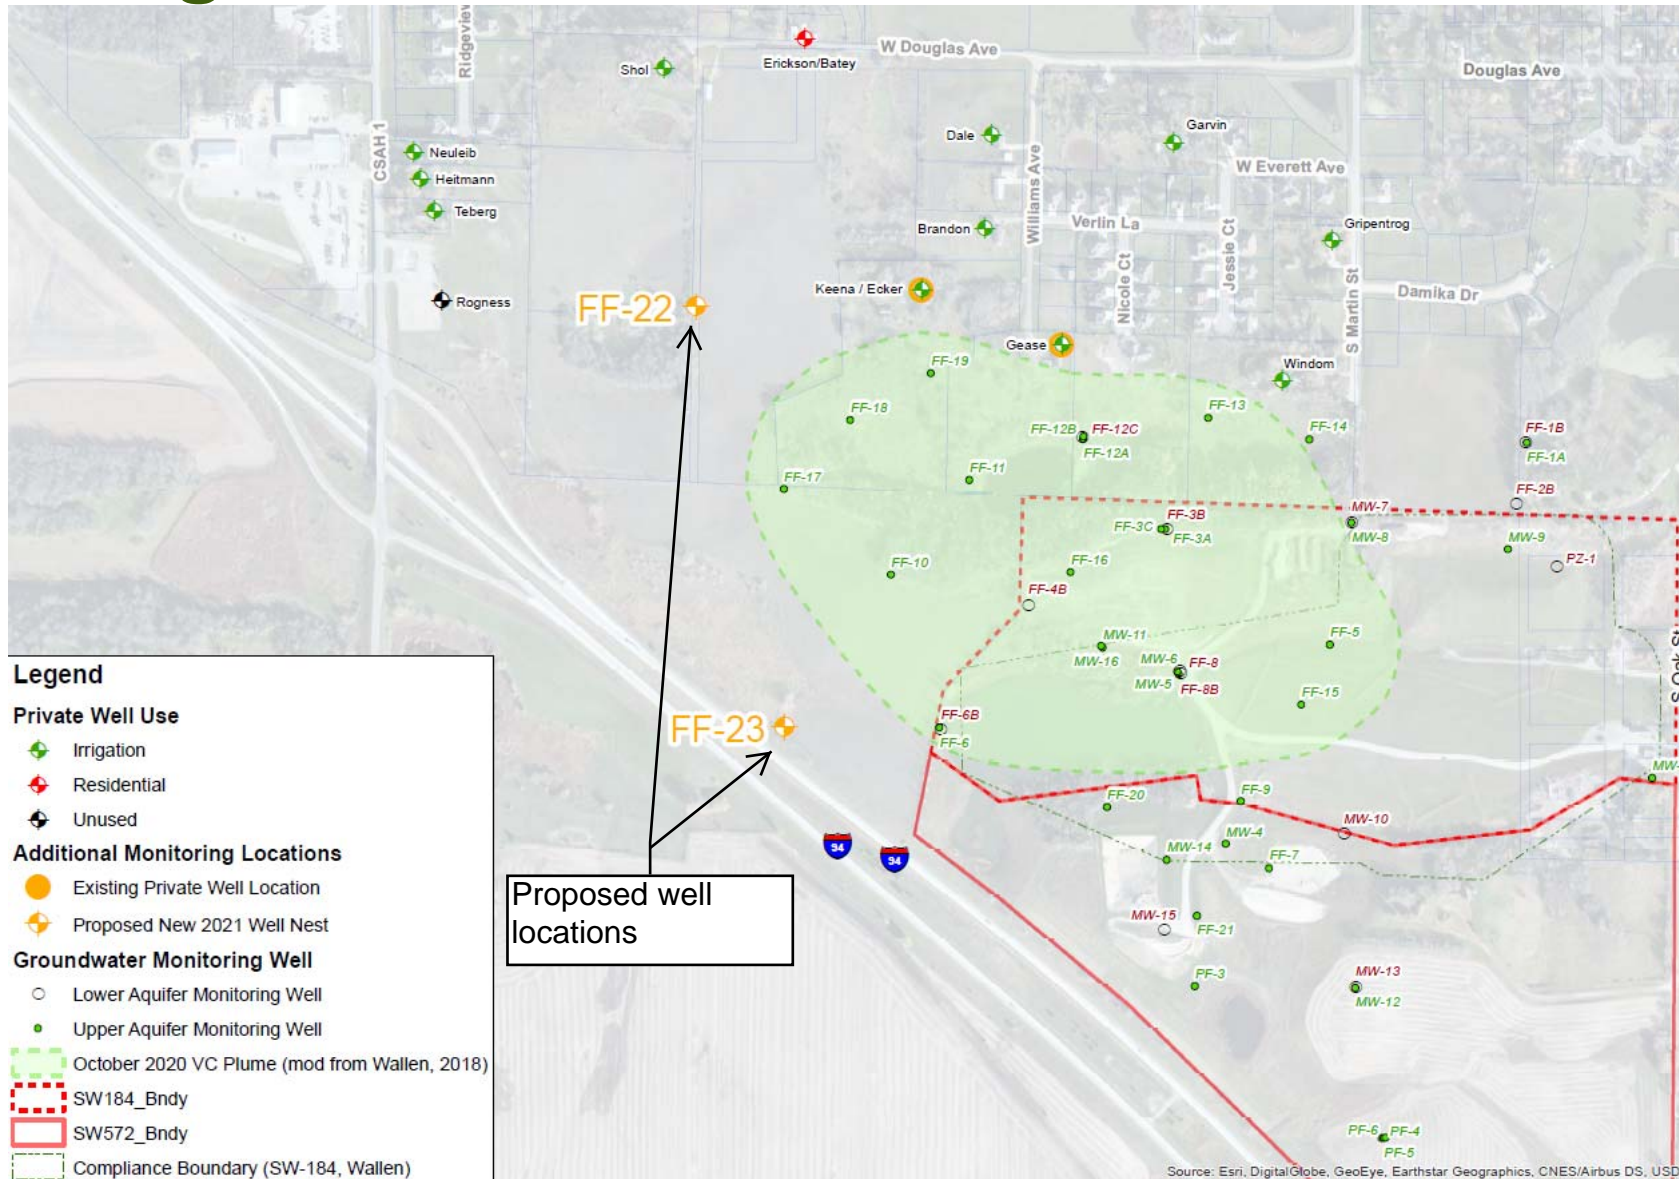 W Douglas Ave
Erickson/Batey
Shol
Ridgeview
Douglas Ave
Dale
Garvin
Neuleib
CSAH 1
Heitmann
Teberg
Williams Ave
W Everett Ave
Brandon
Verlin La
Jessie Ct
Gripentrog
Nicole Ct
Keena / Ecker
Rogness
FF-22
Damika Dr
S Martin St
Gease
Windom
FF-19
FF-18
FF-13
FF-12B
FF-12C
FF-12A
FF-14
FF-1B
FF-1A
FF-11
FF-17
FF-2B
MW-7
MW-8
FF-3B
FF-3C
FF-3A
MW-9
PZ-1
FF-10
FF-16
FF-4B
MW-11
MW-16
FF-5
MW-6
FF-8
MW-5
FF-8B
FF-15
S Oak St
FF-6B
FF-6
FF-23
MW-
FF-20
FF-9
MW-10
MW-4
MW-14
FF-7
94
94
Proposed well
locations
MW-15
FF-21
PF-3
MW-13
MW-12
PF-6
PF-4
PF-5
Legend
Private Well Use
Irrigation
Residential
Unused
Additional Monitoring Locations
Existing Private Well Location
Proposed New 2021 Well Nest
Groundwater Monitoring Well
Lower Aquifer Monitoring Well
Upper Aquifer Monitoring Well
October 2020 VC Plume (mod from Wallen, 2018)
SW184_Bndy
SW572_Bndy
Compliance Boundary (SW-184, Wallen)
Source: Esri, DigitalGlobe, GeoEye, Earthstar Geographics, CNES/Airbus DS, USD